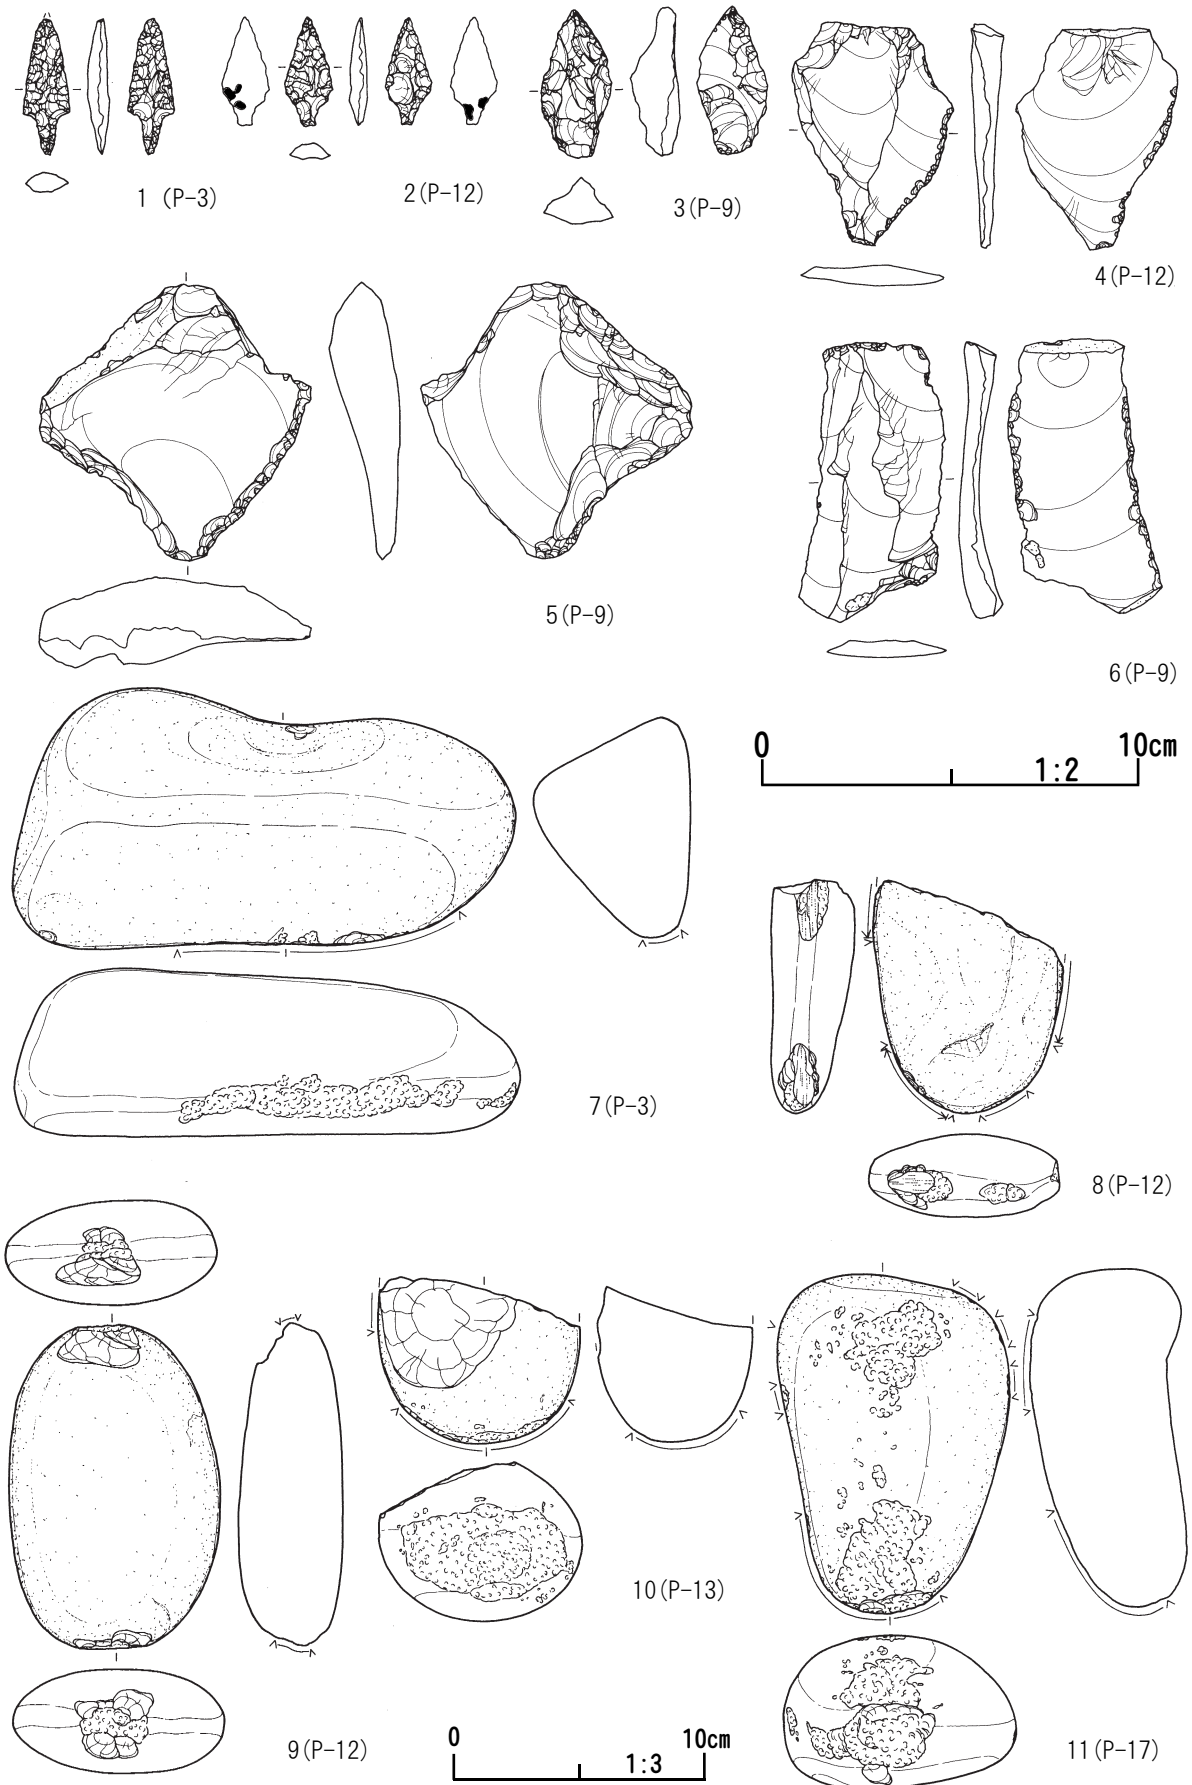 1 (P-3)
2(P-12)
3(P-9)
4(P-12)
5(P-9)
6(P-9)
0 10cm
1:2
7(P-3)
8(P-12)
9(P-12)
10(P-13)
11(P-17)
0 10cm
1:3